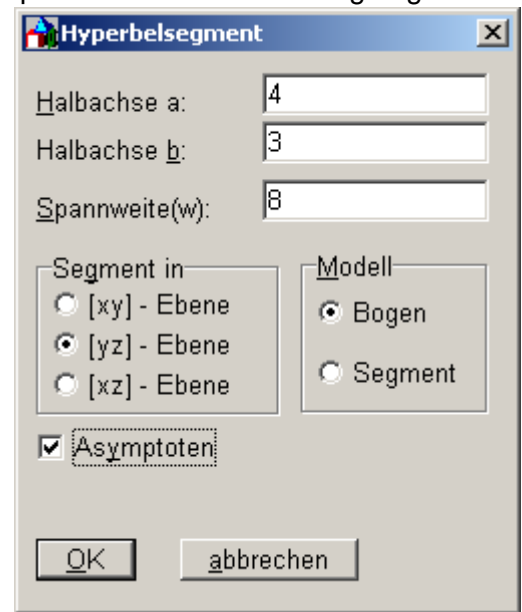 Hyperbelsegment
Halbachse a: 4
Halbachse b: 3
Spannweite(w): 8
Segment in
[xy] - Ebene
[yz] - Ebene
[xz] - Ebene
Modell
Bogen
Segment
Asymptoten
OK abbrechen